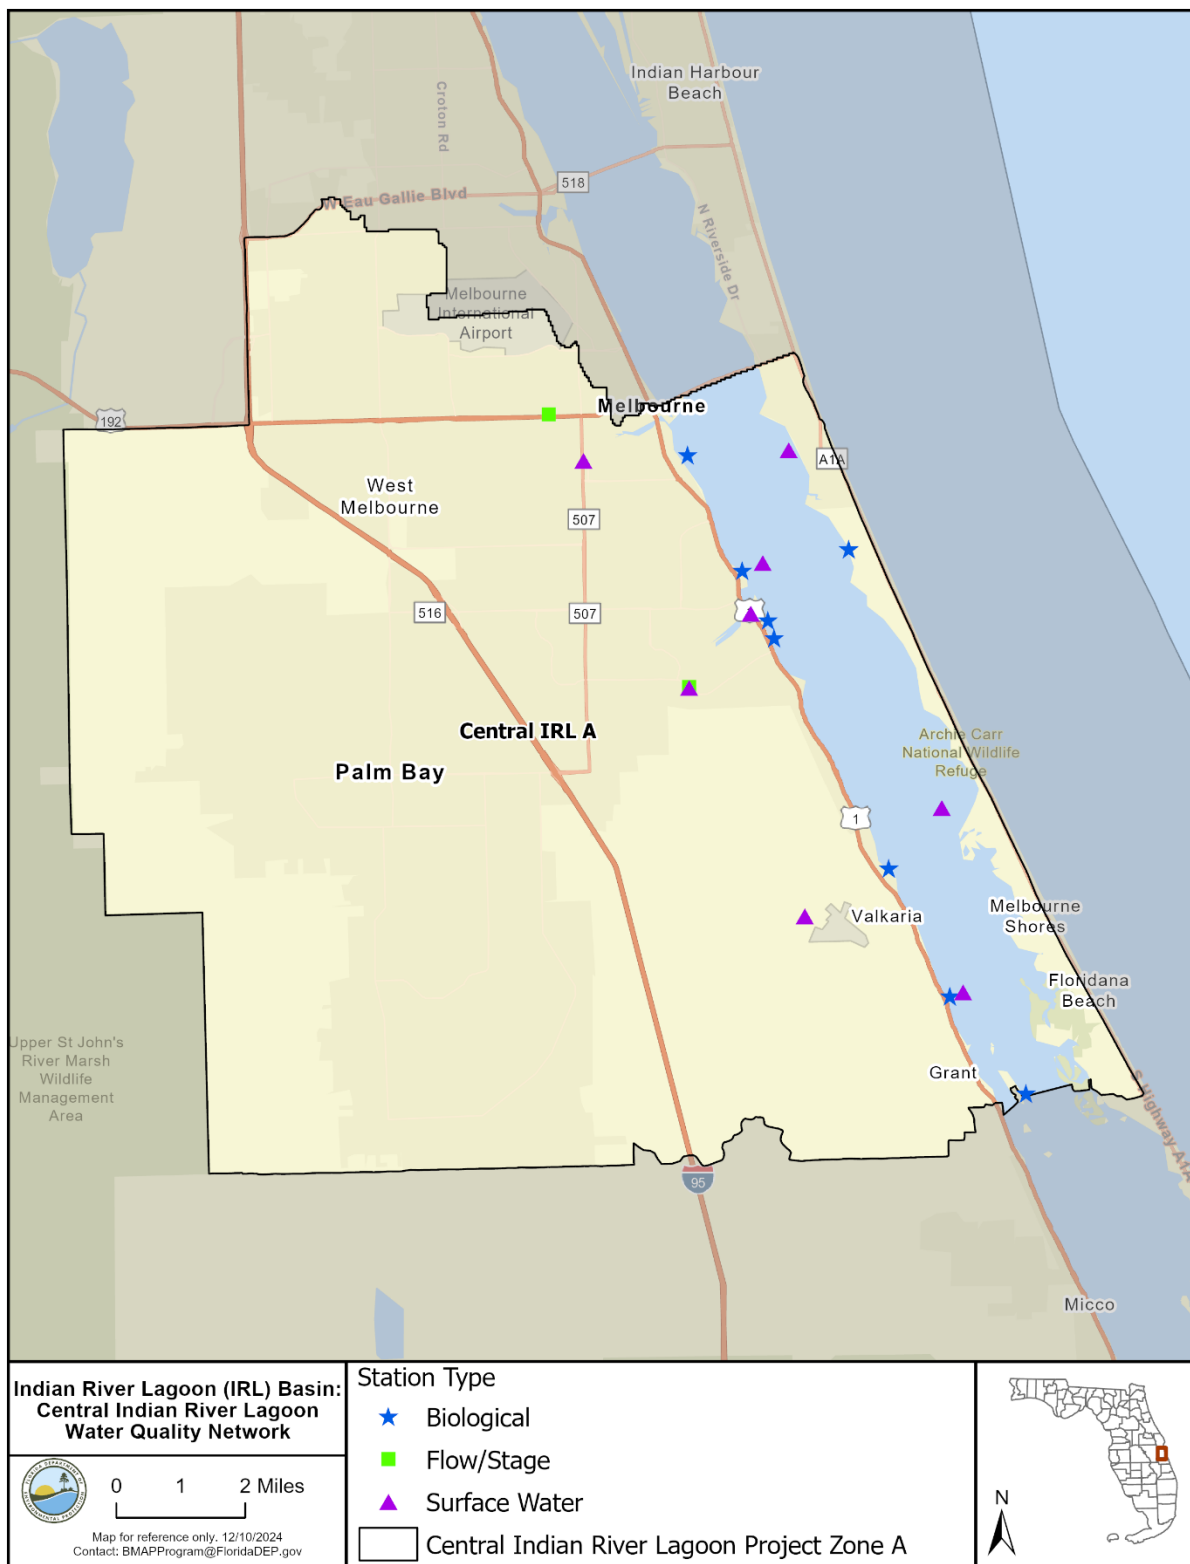 Indian Harbour
Beach
Croton Rd
518
W Eau Gallie Blvd
N Riverside Dr
Melbourne
International
Airport
192
Melbourne
A1A
West
Melbourne
507
516
507
Central IRL A
Palm Bay
Archie Carr
National Wildlife
Refuge
1
Valkaria
Melbourne
Shores
Floridana
Beach
Upper St John's
River Marsh
Wildlife
Management
Area
Grant
S Highway A1A
95
Micco
Indian River Lagoon (IRL) Basin:
Central Indian River Lagoon
Water Quality Network
0 1 2 Miles
Map for reference only. 12/10/2024
Contact: BMAPProgram@FloridaDEP.gov
Station Type
Biological
Flow/Stage
Surface Water
Central Indian River Lagoon Project Zone A
N